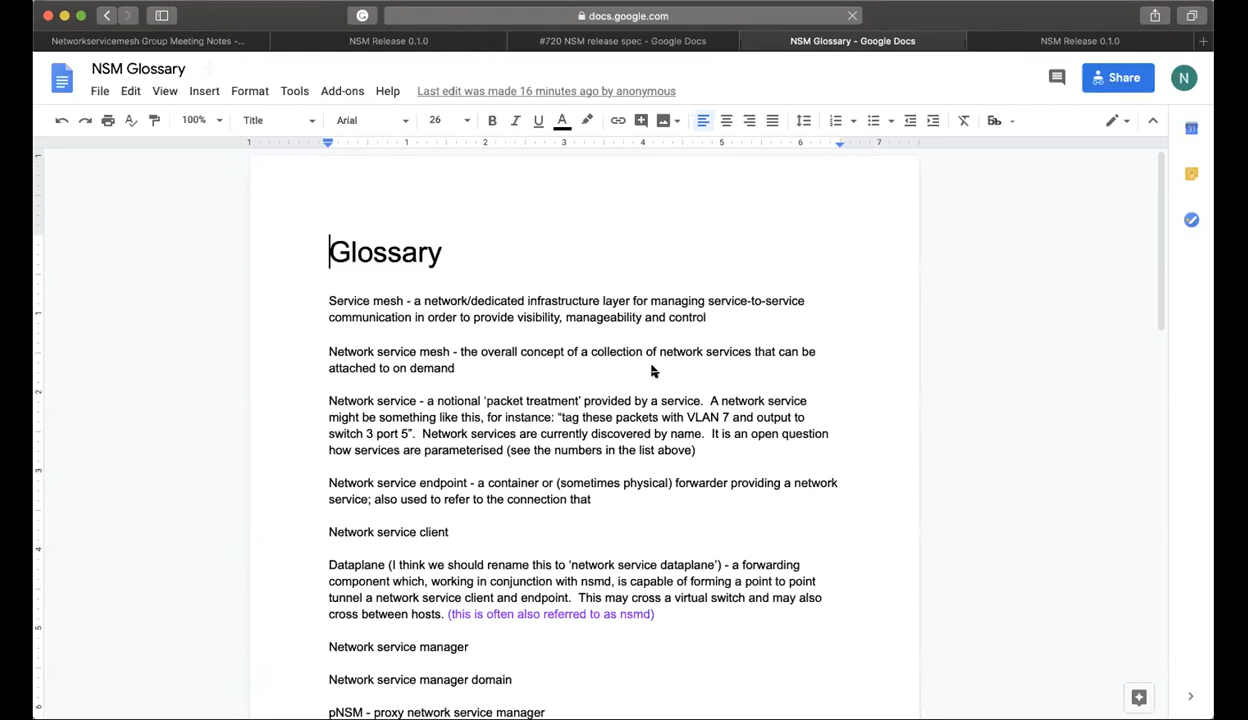 docs.google.com
Networkservicemesh Group Meeting Notes -...
NSM Release 0.1.0
#720 NSM release spec - Google Docs
NSM Glossary - Google Docs
NSM Release 0.1.0
NSM Glossary
File Edit View Insert Format Tools Add-ons Help Last edit was made 16 minutes ago by anonymous
Share
N
100% Title Arial 26 B I U A
1 1 2 3 4 5 6 7
Glossary
Service mesh - a network/dedicated infrastructure layer for managing service-to-service
communication in order to provide visibility, manageability and control
Network service mesh - the overall concept of a collection of network services that can be
attached to on demand
Network service - a notional ‘packet treatment’ provided by a service.  A network service
might be something like this, for instance: “tag these packets with VLAN 7 and output to
switch 3 port 5”.  Network services are currently discovered by name.  It is an open question
how services are parameterised (see the numbers in the list above)
Network service endpoint - a container or (sometimes physical) forwarder providing a network
service; also used to refer to the connection that
Network service client
Dataplane (I think we should rename this to ‘network service dataplane’) - a forwarding
component which, working in conjunction with nsmd, is capable of forming a point to point
tunnel a network service client and endpoint.  This may cross a virtual switch and may also
cross between hosts. (this is often also referred to as nsmd)
Network service manager
Network service manager domain
pNSM - proxy network service manager